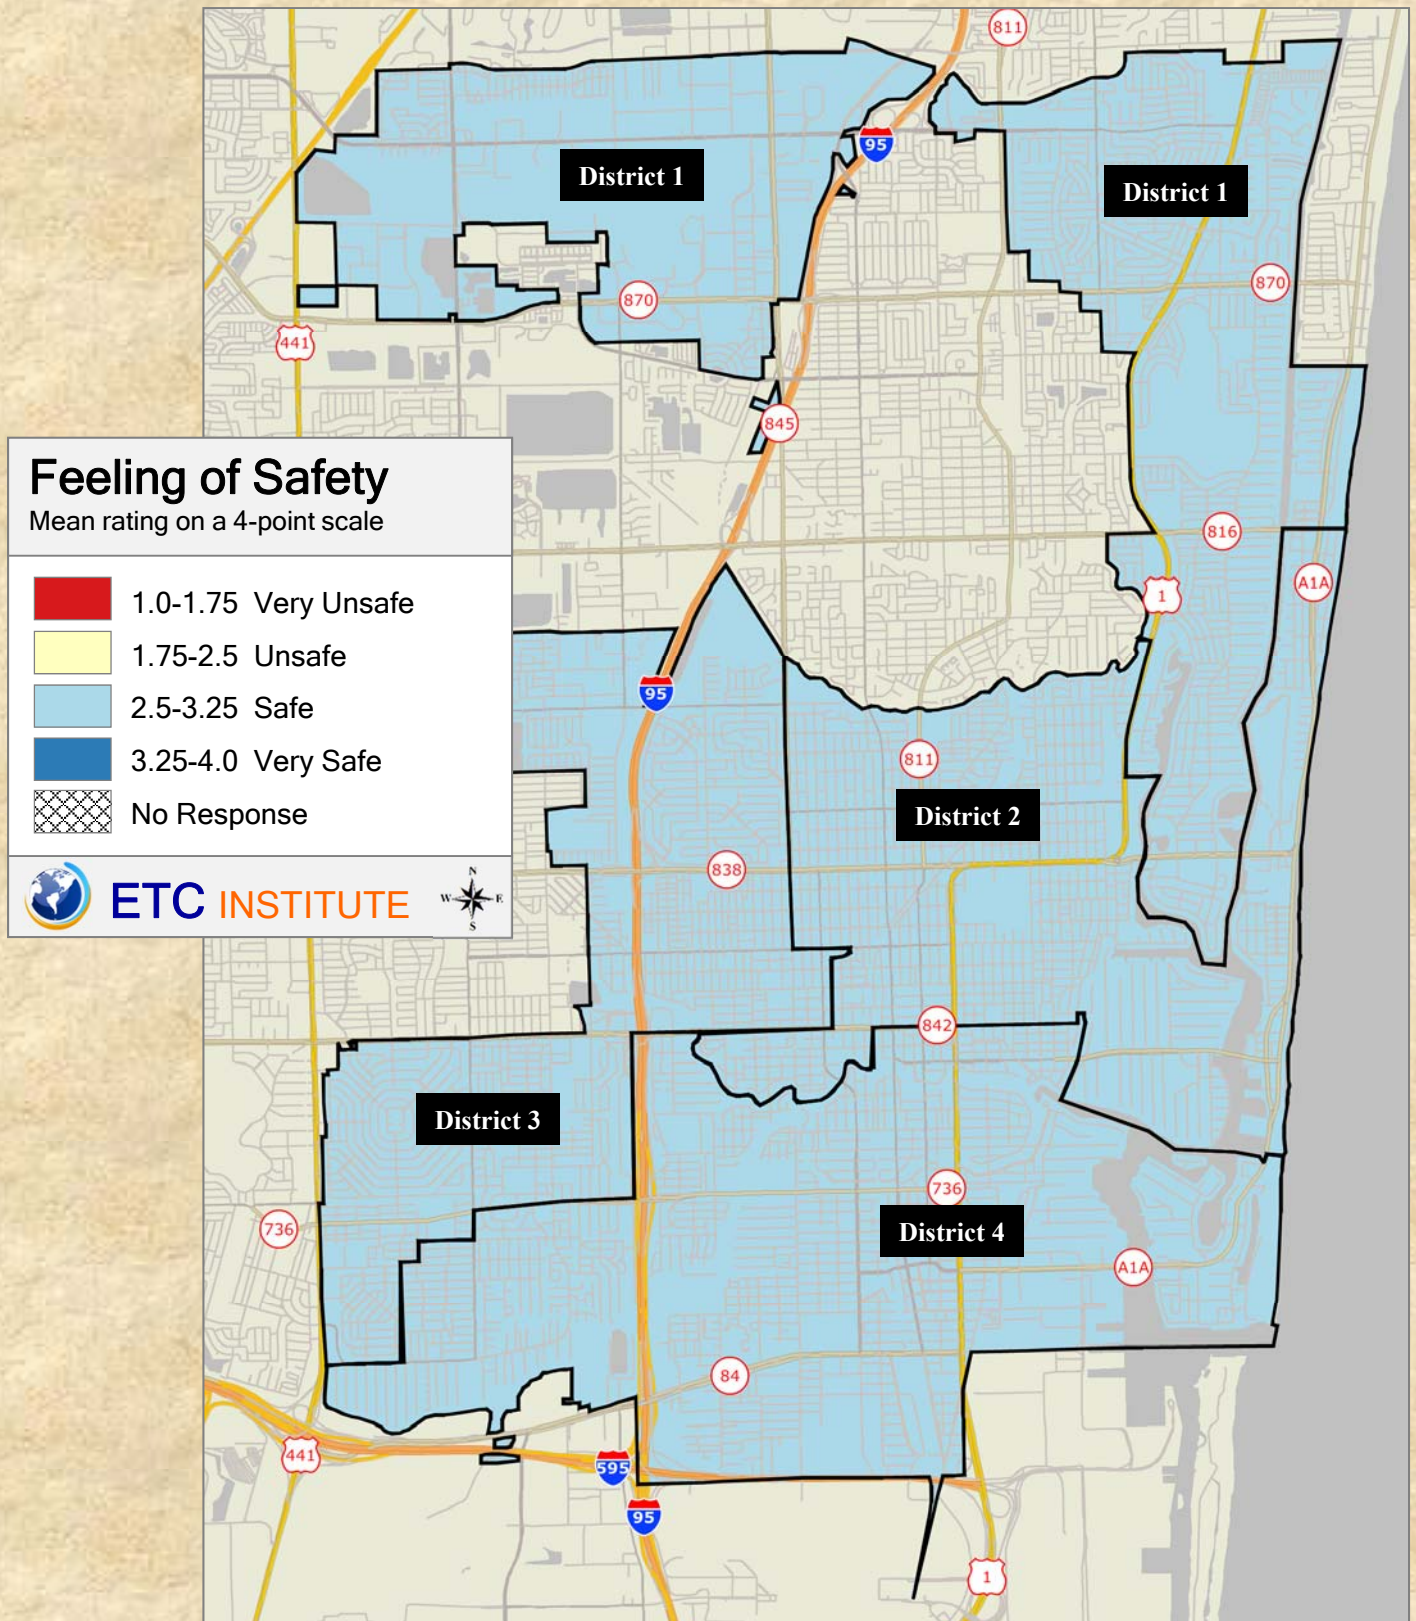 811
95
District 1
District 1
870
870
441
845
Feeling of Safety
Mean rating on a 4-point scale
1.0-1.75 Very Unsafe
1.75-2.5 Unsafe
2.5-3.25 Safe
3.25-4.0 Very Safe
No Response
ETC INSTITUTE
N
W E
S
816
A1A
1
95
811
District 2
838
842
District 3
736
District 4
736
A1A
84
441
595
95
1